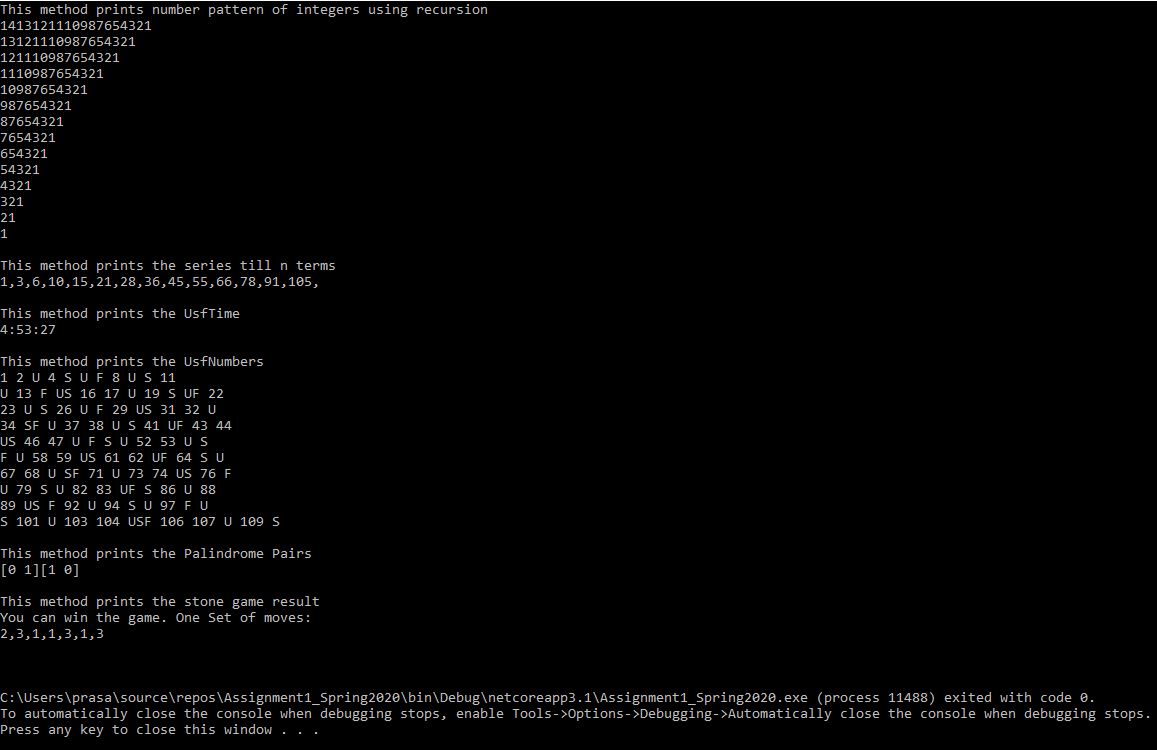 This method prints number pattern of integers using recursion
1413121110987654321
13121110987654321
121110987654321
1110987654321
10987654321
987654321
87654321
7654321
654321
54321
4321
321
21
1
This method prints the series till n terms
1,3,6,10,15,21,28,36,45,55,66,78,91,105,
This method prints the UsfTime
4:53:27
This method prints the UsfNumbers
1 2 U 4 S U F 8 U S 11
U 13 F US 16 17 U 19 S UF 22
23 U S 26 U F 29 US 31 32 U
34 SF U 37 38 U S 41 UF 43 44
US 46 47 U F S U 52 53 U S
F U 58 59 US 61 62 UF 64 S U
67 68 U SF 71 U 73 74 US 76 F
U 79 S U 82 83 UF S 86 U 88
89 US F 92 U 94 S U 97 F U
S 101 U 103 104 USF 106 107 U 109 S
This method prints the Palindrome Pairs
[0 1][1 0]
This method prints the stone game result
You can win the game. One Set of moves:
2,3,1,1,3,1,3
C:\Users\prasa\source\repos\Assignment1_Spring2020\bin\Debug\netcoreapp3.1\Assignment1_Spring2020.exe (process 11488) exited with code 0.
To automatically close the console when debugging stops, enable Tools->Options->Debugging->Automatically close the console when debugging stops.
Press any key to close this window . . .